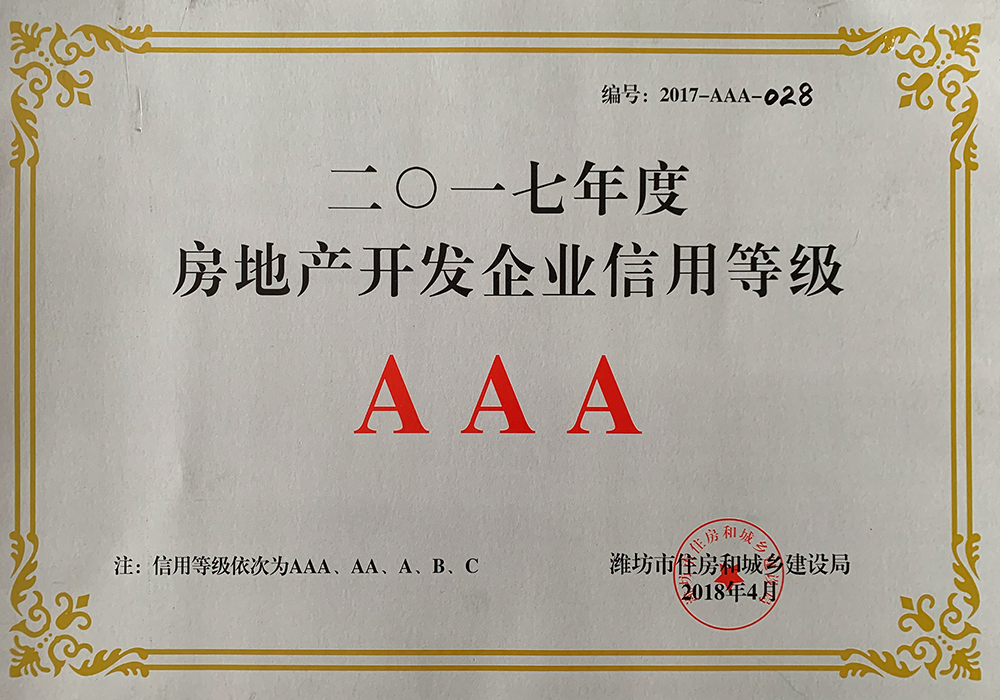 编号：2017-AAA-028
二〇一七年度
房地产开发企业信用等级
AAA
注：信用等级依次为AAA、AA、A、B、C
潍坊市住房和城乡建设局
2018年4月